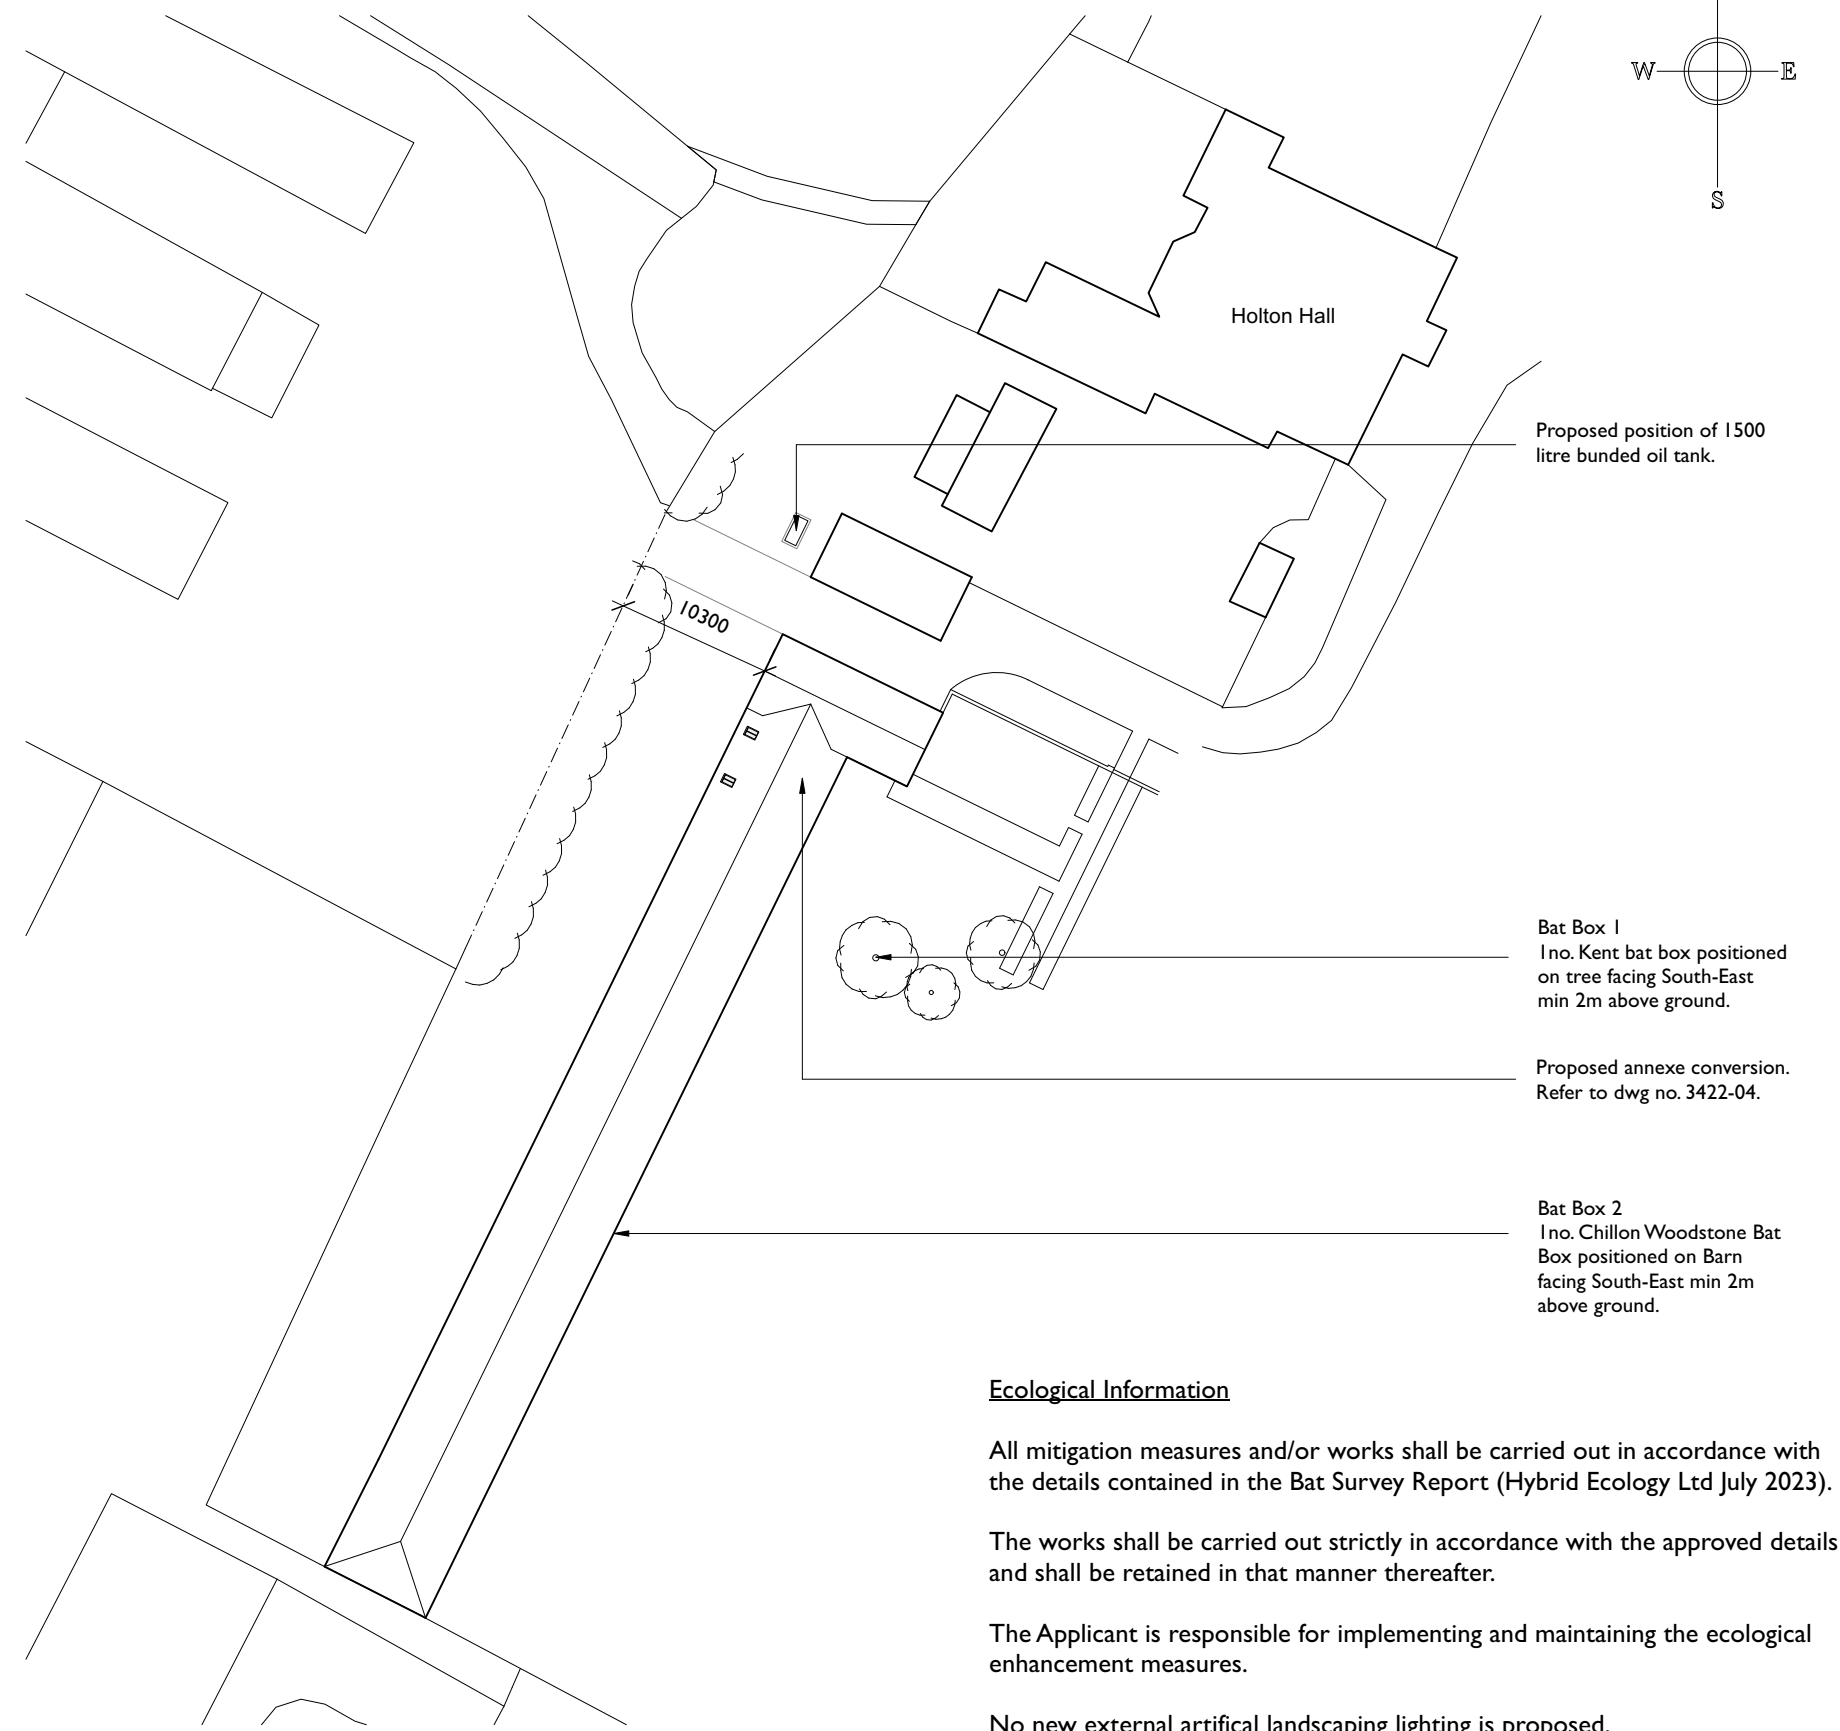 W
E
S
Holton Hall
Proposed position of 1500
litre bunded oil tank.
10300
Bat Box 1
1no. Kent bat box positioned
on tree facing South-East
min 2m above ground.
Proposed annexe conversion.
Refer to dwg no. 3422-04.
Bat Box 2
1no. Chillon Woodstone Bat
Box positioned on Barn
facing South-East min 2m
above ground.
Ecological Information
All mitigation measures and/or works shall be carried out in accordance with
the details contained in the Bat Survey Report (Hybrid Ecology Ltd July 2023).
The works shall be carried out strictly in accordance with the approved details
and shall be retained in that manner thereafter.
The Applicant is responsible for implementing and maintaining the ecological
enhancement measures.
No new external artifical landscaping lighting is proposed.